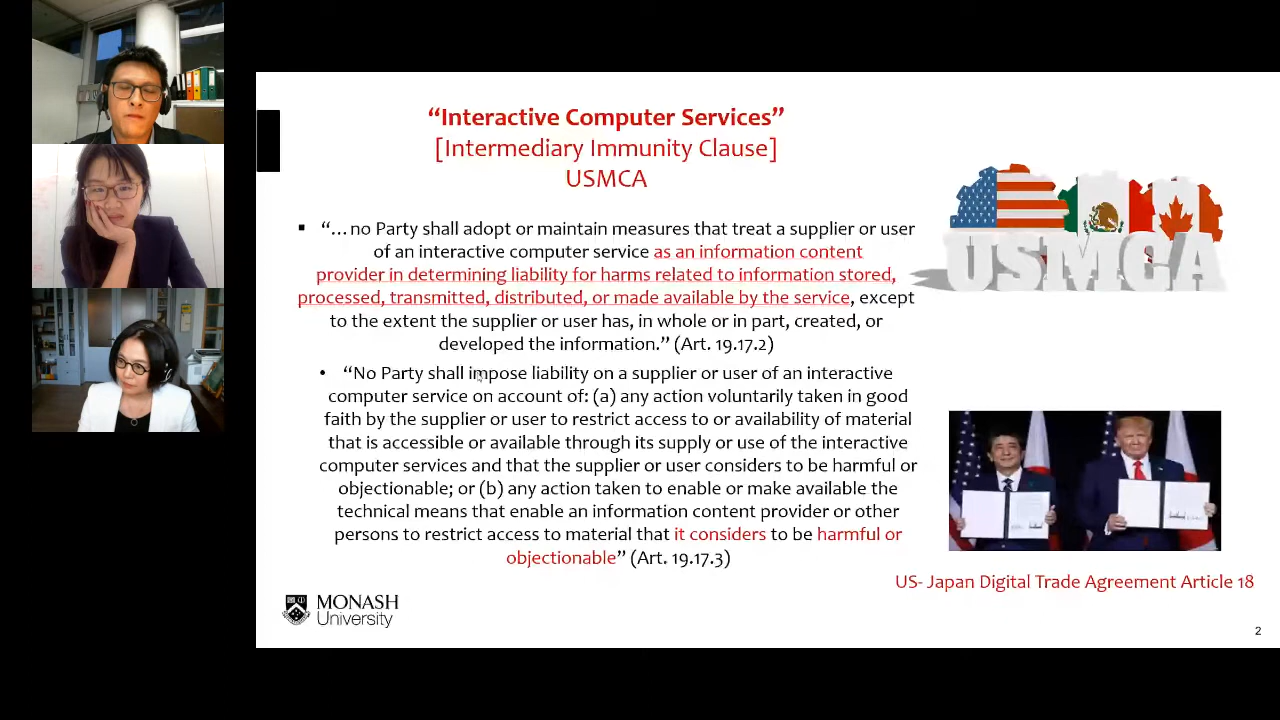 “Interactive Computer Services”
[Intermediary Immunity Clause]
USMCA
▪ “…no Party shall adopt or maintain measures that treat a supplier or user
of an interactive computer service as an information content
provider in determining liability for harms related to information stored,
processed, transmitted, distributed, or made available by the service, except
to the extent the supplier or user has, in whole or in part, created, or
developed the information.” (Art. 19.17.2)
• “No Party shall impose liability on a supplier or user of an interactive
computer service on account of: (a) any action voluntarily taken in good
faith by the supplier or user to restrict access to or availability of material
that is accessible or available through its supply or use of the interactive
computer services and that the supplier or user considers to be harmful or
objectionable; or (b) any action taken to enable or make available the
technical means that enable an information content provider or other
persons to restrict access to material that it considers to be harmful or
objectionable” (Art. 19.17.3)
USMCA
US- Japan Digital Trade Agreement Article 18
MONASH
University
2